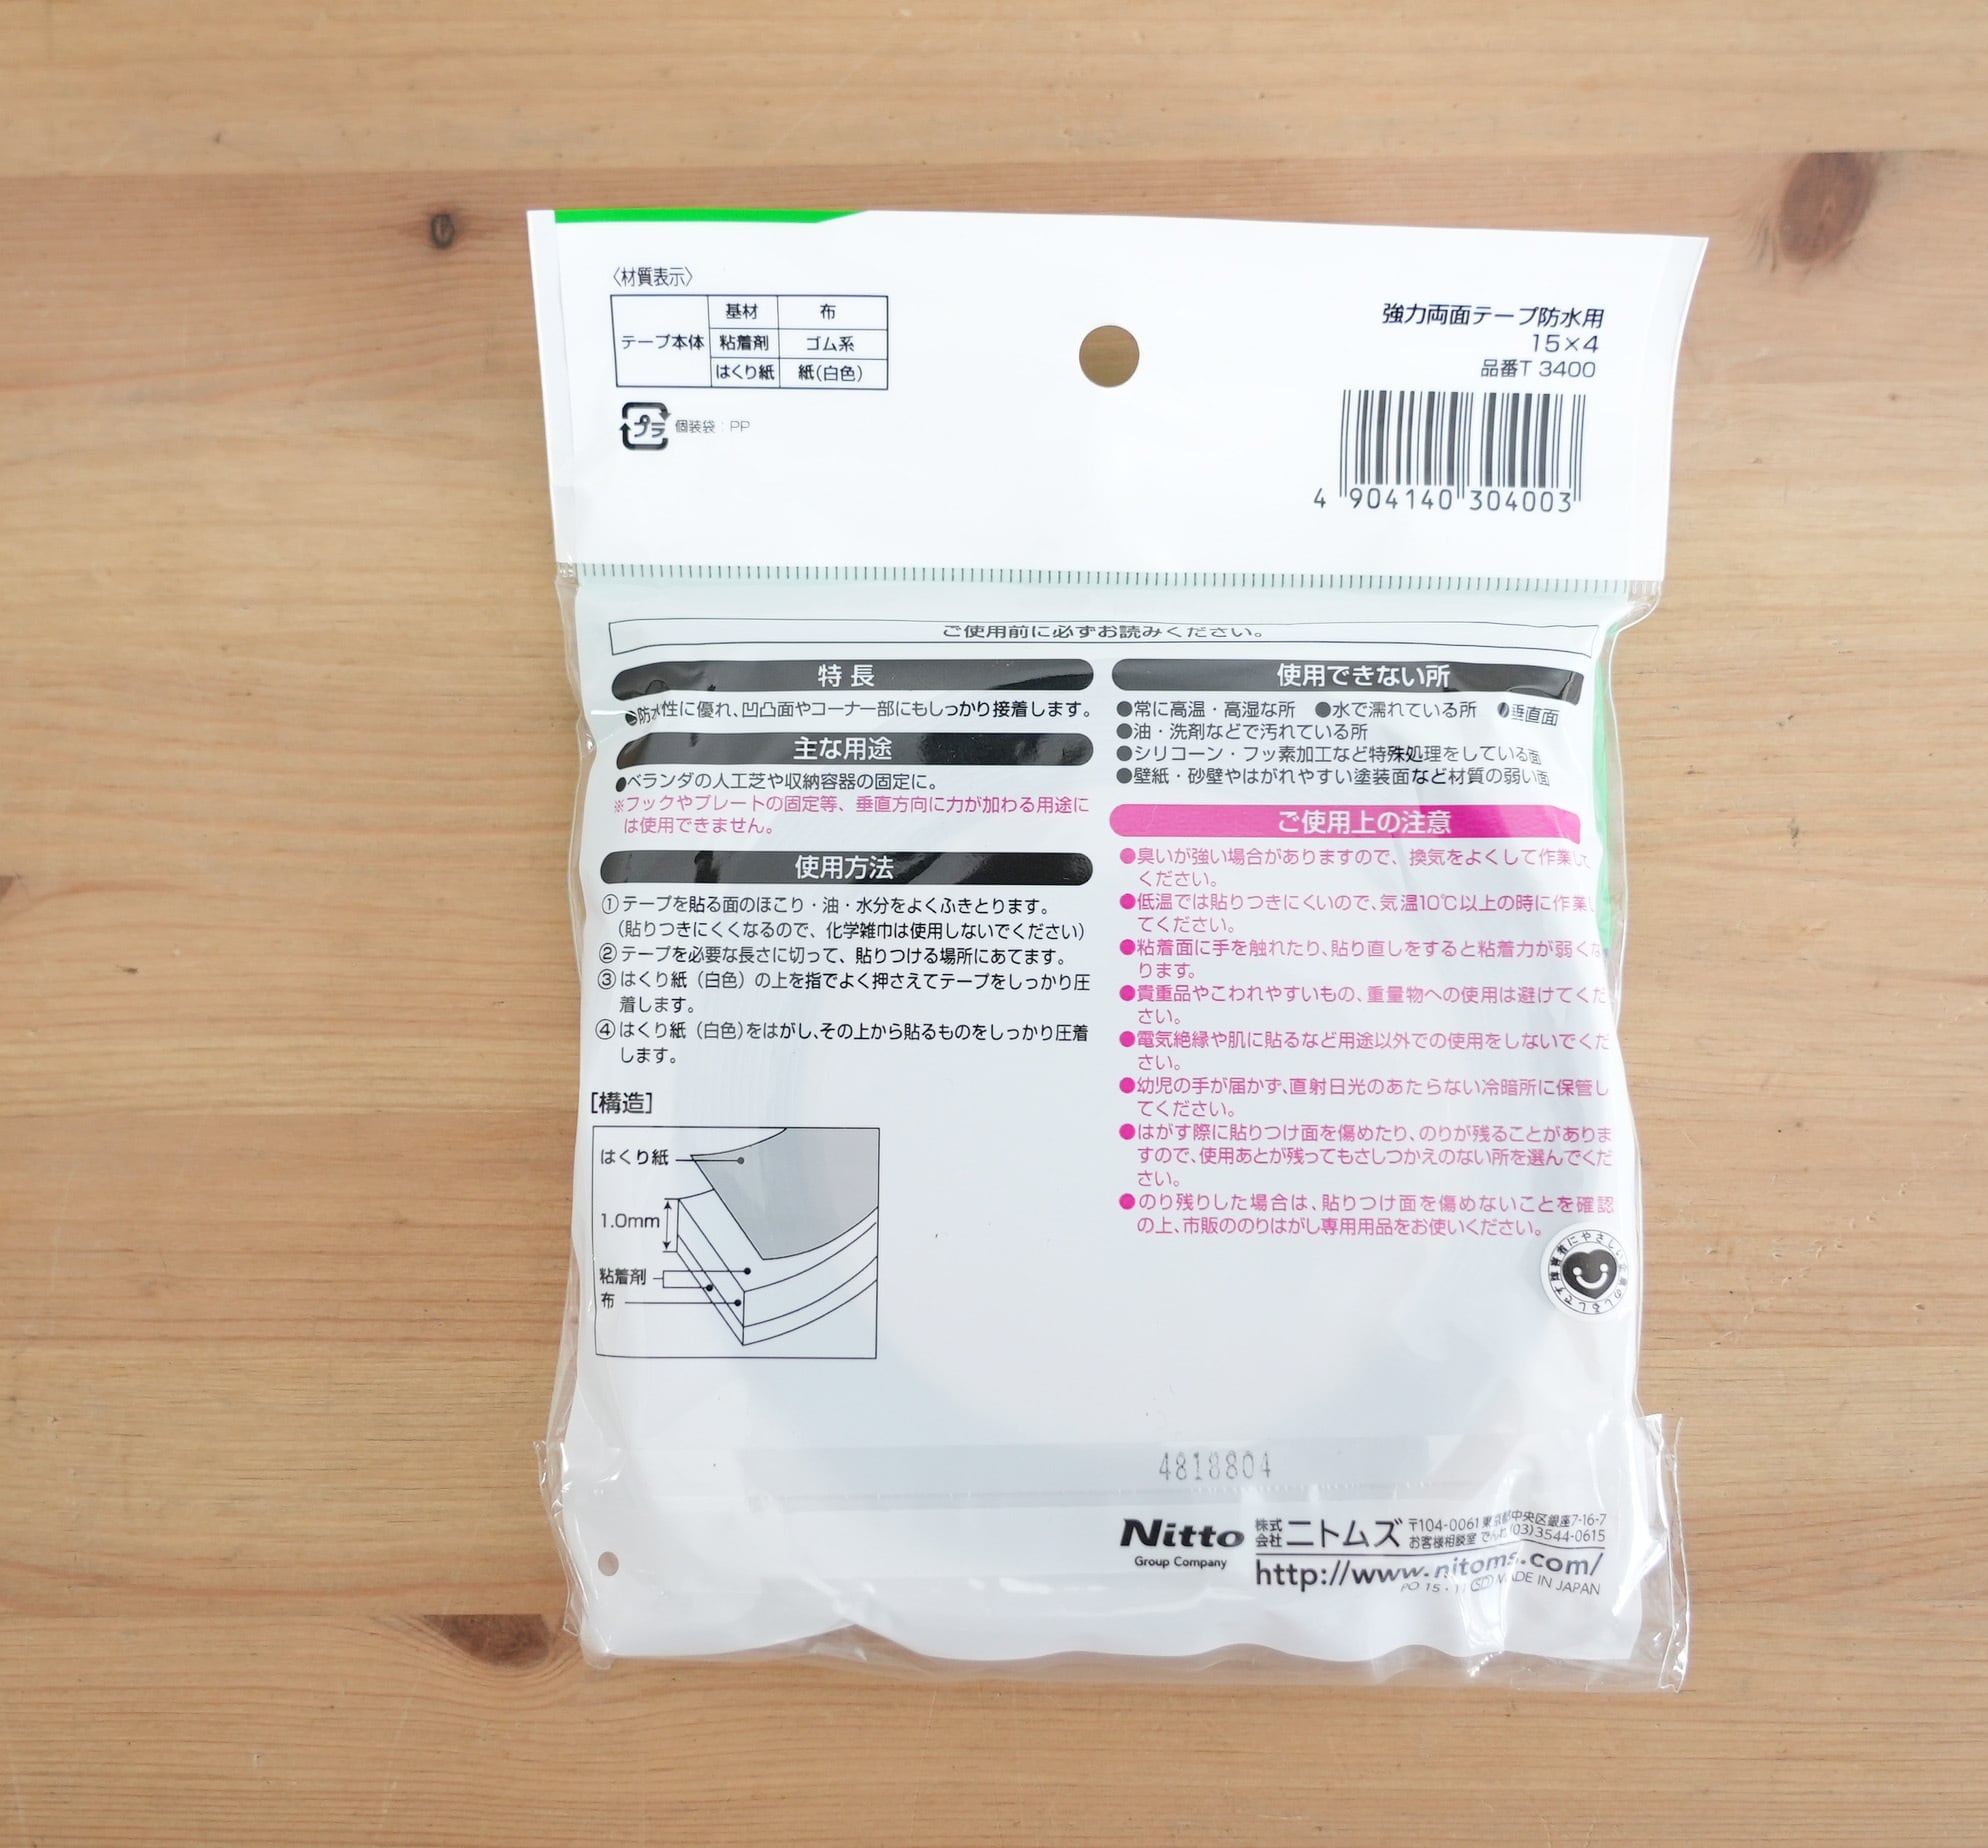 〈材質表示〉
テープ本体 基材 布
粘着剤 ゴム系
はくり紙 紙(白色)
プラ 個装袋：PP
強力両面テープ防水用
15×4
品番T 3400
4 904140 304003
ご使用前に必ずお読みください。
特 長
●防水性に優れ、凹凸面やコーナー部にもしっかり接着します。
主な用途
●ベランダの人工芝や収納容器の固定に。
※フックやプレートの固定等、垂直方向に力が加わる用途に
は使用できません。
使用方法
①テープを貼る面のほこり・油・水分をよくふきとります。
（貼りつきにくくなるので、化学雑巾は使用しないでください）
②テープを必要な長さに切って、貼りつける場所にあてます。
③はくり紙（白色）の上を指でよく押さえてテープをしっかり圧
着します。
④はくり紙（白色）をはがし、その上から貼るものをしっかり圧着
します。
[構造]
はくり紙
1.0mm
粘着剤
布
使用できない所
●常に高温・高湿な所 ●水で濡れている所 ●垂直面
●油・洗剤などで汚れている所
●シリコーン・フッ素加工など特殊処理をしている面
●壁紙・砂壁やはがれやすい塗装面など材質の弱い面
ご使用上の注意
●臭いが強い場合がありますので、換気をよくして作業して
ください。
●低温では貼りつきにくいので、気温10℃以上の時に作業し
てください。
●粘着面に手を触れたり、貼り直しをすると粘着力が弱くな
ります。
●貴重品やこわれやすいもの、重量物への使用は避けてくだ
さい。
●電気絶縁や肌に貼るなど用途以外での使用をしないでくだ
さい。
●幼児の手が届かず、直射日光のあたらない冷暗所に保管し
てください。
●はがす際に貼りつけ面を傷めたり、のりが残ることがありま
すので、使用あとが残ってもさしつかえのない所を選んでくだ
さい。
●のり残りした場合は、貼りつけ面を傷めないことを確認
の上、市販ののりはがし専用用品をお使いください。
4818804
Nitto
Group Company
株式会社 ニトムズ
〒104-0061 東京都中央区銀座7-16-7
お客様相談室 でんわ(03)3544-0615
http://www.nitoms.com/
PO 15・11 (SD) MADE IN JAPAN